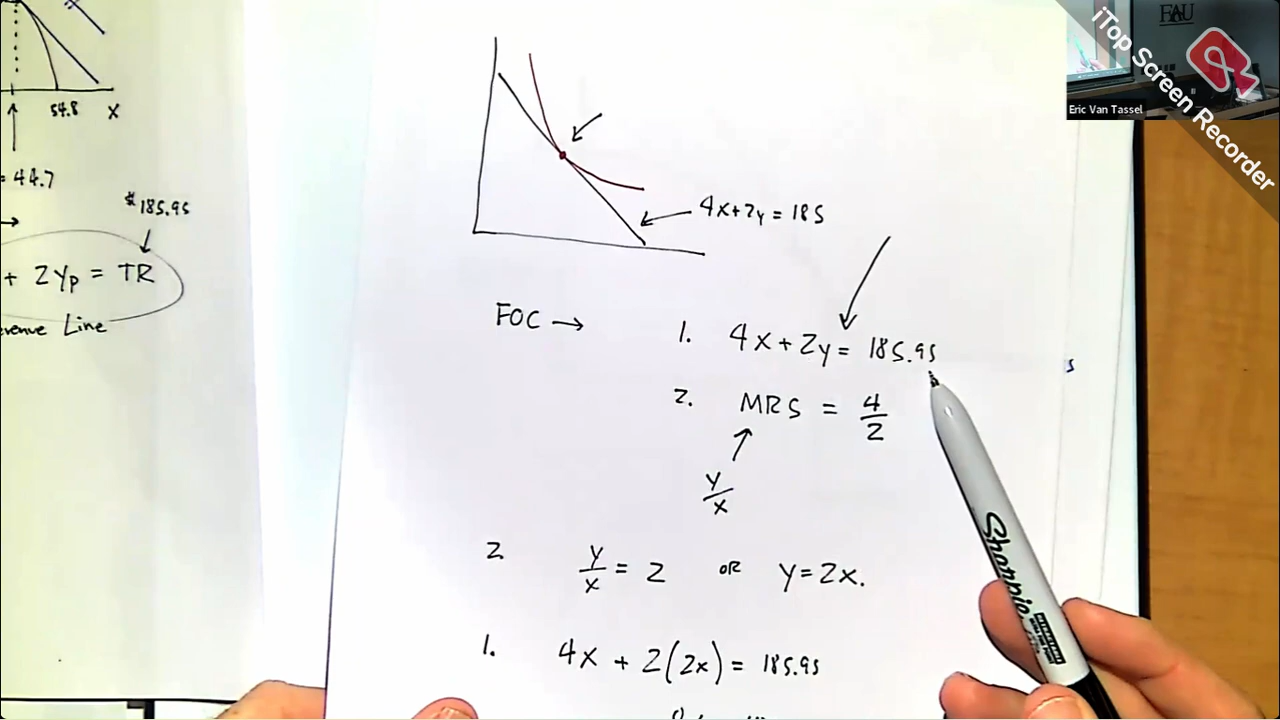 54.8 X
= 44.7
$185.95
+ 2Yp = TR
Line
4x+2y = 185
FOC → 1. 4x+2y = 185.95
2. MRS = 4/2
y/x
2 y/x = 2 OR y=2x.
1. 4x + 2(2x) = 185.95
Sharpie
FAU
Eric Van Tassel
iTop Screen Recorder